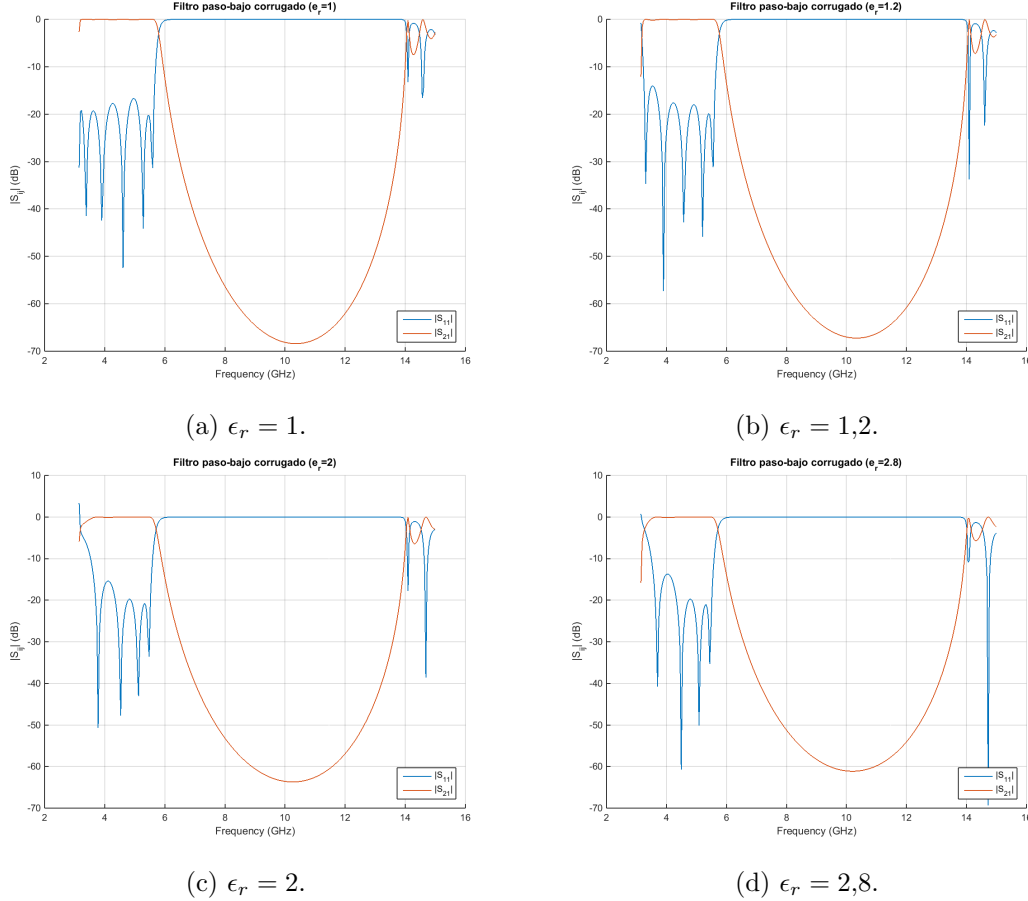 Filtro paso-bajo corrugado (e_r=1)
0
-10
-20
-30
-40
-50
-60
-70
|S_ij| (dB)
|S_11|
|S_21|
2 4 6 8 10 12 14 16
Frequency (GHz)
(a) ϵ_r = 1.
Filtro paso-bajo corrugado (e_r=1.2)
0
-10
-20
-30
-40
-50
-60
-70
|S_ij| (dB)
|S_11|
|S_21|
2 4 6 8 10 12 14 16
Frequency (GHz)
(b) ϵ_r = 1,2.
Filtro paso-bajo corrugado (e_r=2)
10
0
-10
-20
-30
-40
-50
-60
-70
|S_ij| (dB)
|S_11|
|S_21|
2 4 6 8 10 12 14 16
Frequency (GHz)
(c) ϵ_r = 2.
Filtro paso-bajo corrugado (e_r=2.8)
10
0
-10
-20
-30
-40
-50
-60
-70
|S_ij| (dB)
|S_11|
|S_21|
2 4 6 8 10 12 14 16
Frequency (GHz)
(d) ϵ_r = 2,8.